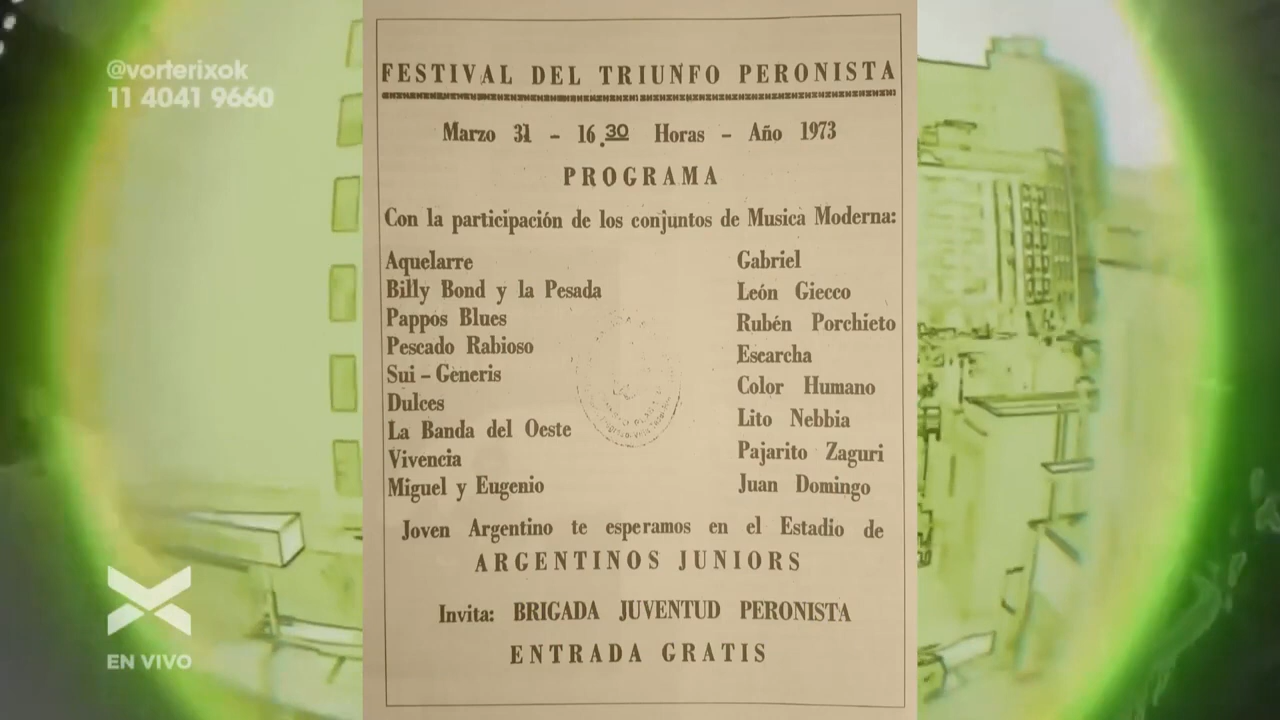 @vorterixok
11 4041 9660
FESTIVAL DEL TRIUNFO PERONISTA
Marzo 31 - 16.30 Horas - Año 1973
PROGRAMA
Con la participación de los conjuntos de Musica Moderna:
Aquelarre
Billy Bond y la Pesada
Pappos Blues
Pescado Rabioso
Sui - Generis
Dulces
La Banda del Oeste
Vivencia
Miguel y Eugenio
Gabriel
León Giecco
Rubén Porchieto
Escarcha
Color Humano
Lito Nebbia
Pajarito Zaguri
Juan Domingo
Joven Argentino te esperamos en el Estadio de
ARGENTINOS JUNIORS
Invita: BRIGADA JUVENTUD PERONISTA
ENTRADA GRATIS
EN VIVO